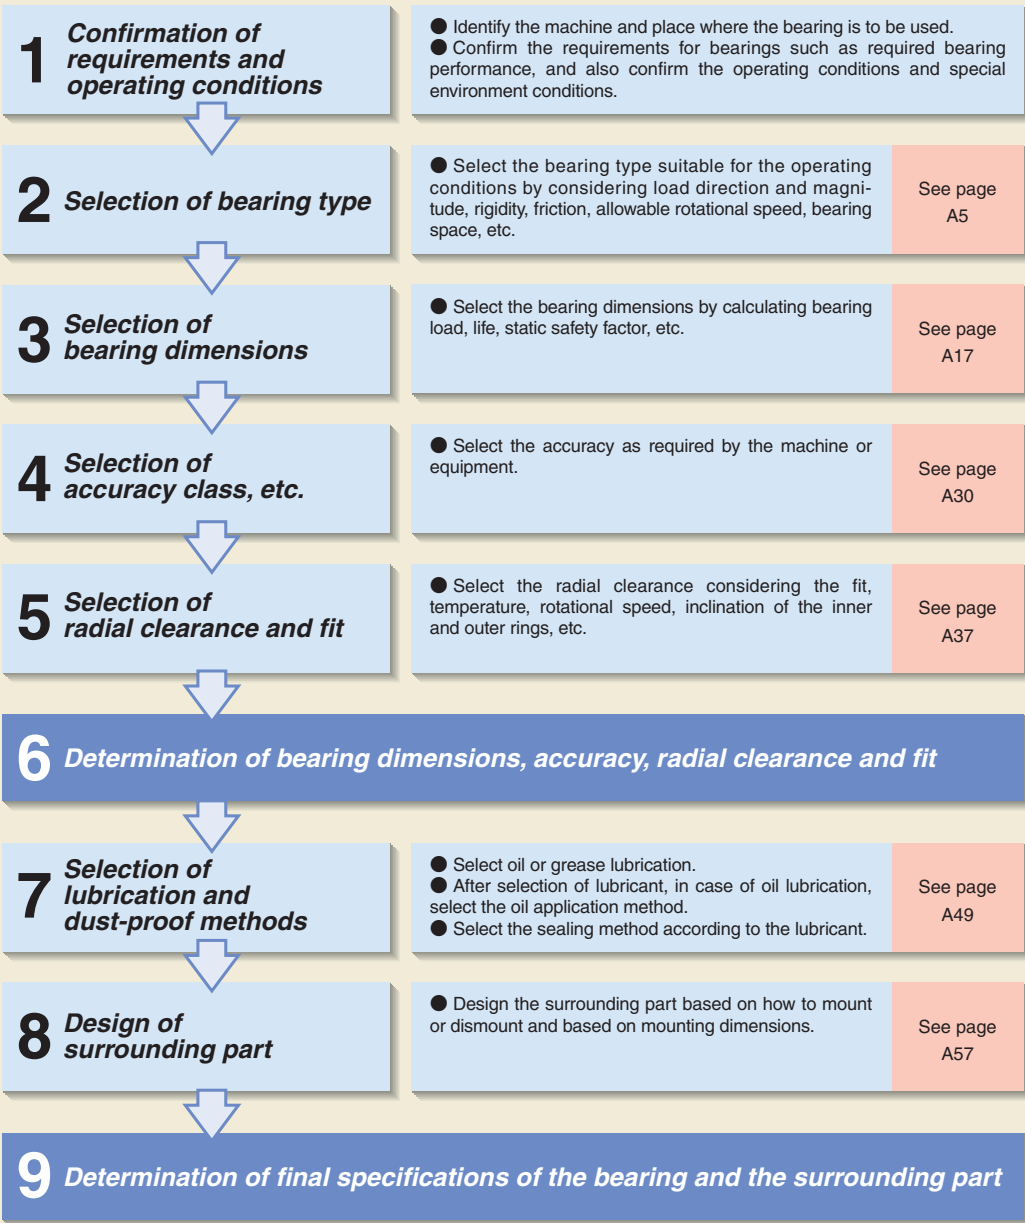 1
Confirmation of
requirements and
operating conditions
● Identify the machine and place where the bearing is to be used.
● Confirm the requirements for bearings such as required bearing
performance, and also confirm the operating conditions and special
environment conditions.
2
Selection of bearing type
● Select the bearing type suitable for the operating
conditions by considering load direction and magni-
tude, rigidity, friction, allowable rotational speed, bearing
space, etc.
See page
A5
3
Selection of
bearing dimensions
● Select the bearing dimensions by calculating bearing
load, life, static safety factor, etc.
See page
A17
4
Selection of
accuracy class, etc.
● Select the accuracy as required by the machine or
equipment.
See page
A30
5
Selection of
radial clearance and fit
● Select the radial clearance considering the fit,
temperature, rotational speed, inclination of the inner
and outer rings, etc.
See page
A37
6
Determination of bearing dimensions, accuracy, radial clearance and fit
7
Selection of
lubrication and
dust-proof methods
● Select oil or grease lubrication.
● After selection of lubricant, in case of oil lubrication,
select the oil application method.
● Select the sealing method according to the lubricant.
See page
A49
8
Design of
surrounding part
● Design the surrounding part based on how to mount
or dismount and based on mounting dimensions.
See page
A57
9
Determination of final specifications of the bearing and the surrounding part